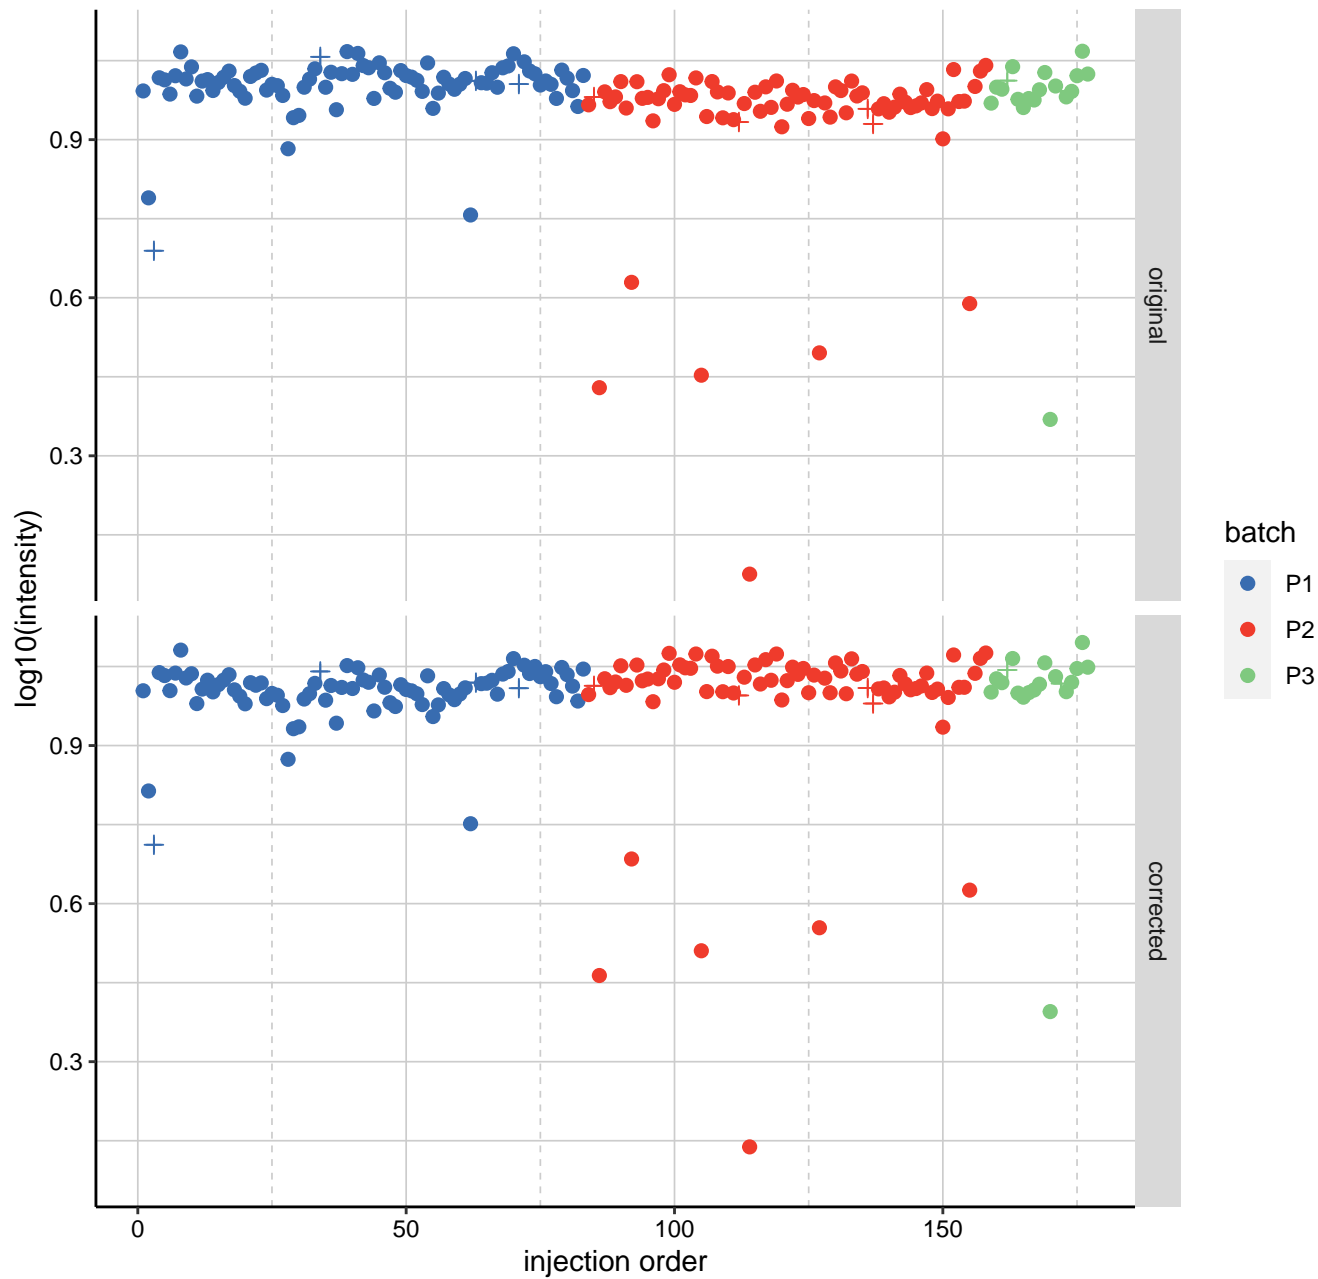 0.9
0.6
0.3
original
0.9
0.6
0.3
corrected
log10(intensity)
0
50
100
150
injection order
batch
P1
P2
P3